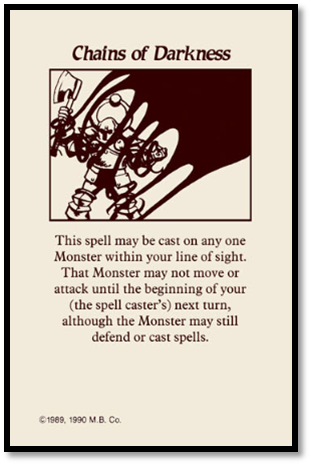 Chains of Darkness
This spell may be cast on any one
Monster within your line of sight.
That Monster may not move or
attack until the beginning of your
(the spell caster's) next turn,
although the Monster may still
defend or cast spells.
©1989, 1990 M.B. Co.